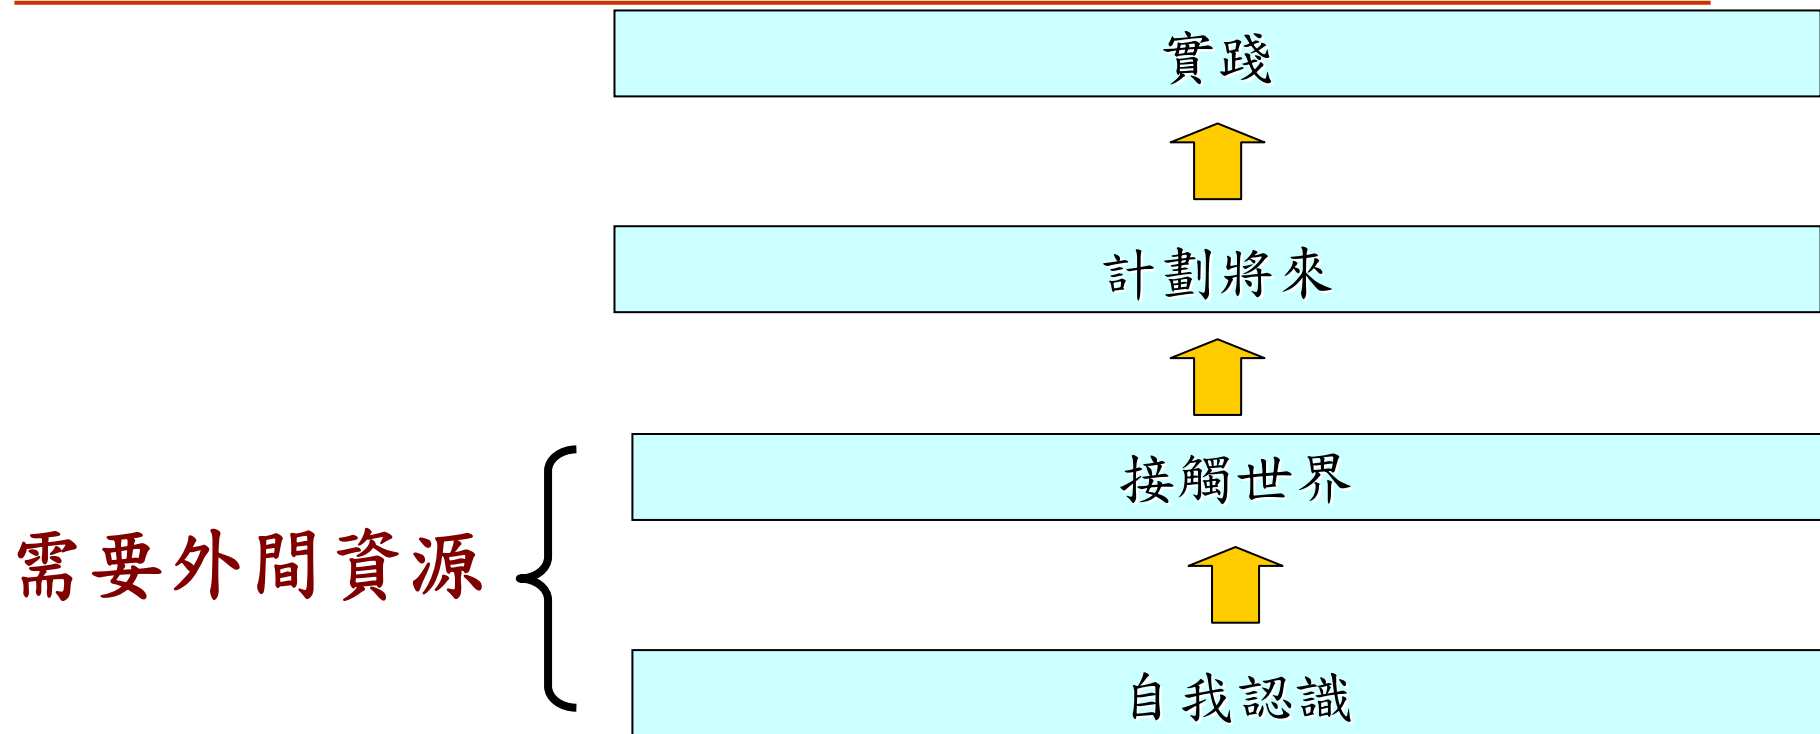 實踐
計劃將來
接觸世界
需要外間資源
自我認識